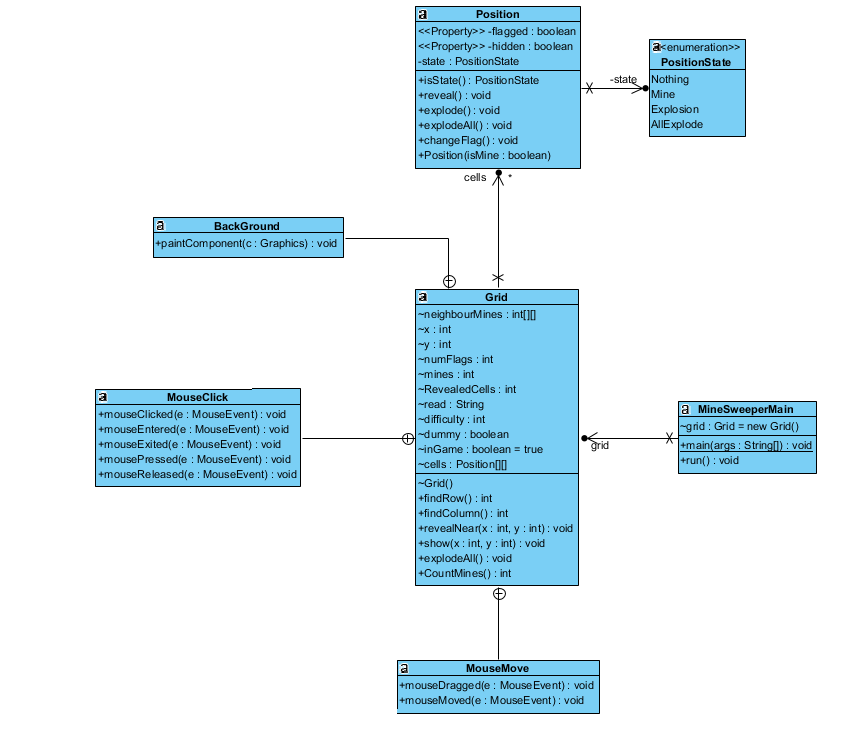 a Position
<<Property>> -flagged : boolean
<<Property>> -hidden : boolean
-state : PositionState
+isState() : PositionState
+reveal() : void
+explode() : void
+explodeAll() : void
+changeFlag() : void
+Position(isMine : boolean)
-state
a <<enumeration>>
PositionState
Nothing
Mine
Explosion
AllExplode
cells *
a BackGround
+paintComponent(c : Graphics) : void
a Grid
~neighbourMines : int[][]
~x : int
~y : int
~numFlags : int
~mines : int
~RevealedCells : int
~read : String
~difficulty : int
~dummy : boolean
~inGame : boolean = true
~cells : Position[][]
~Grid()
+findRow() : int
+findColumn() : int
+revealNear(x : int, y : int) : void
+show(x : int, y : int) : void
+explodeAll() : void
+CountMines() : int
a MouseClick
+mouseClicked(e : MouseEvent) : void
+mouseEntered(e : MouseEvent) : void
+mouseExited(e : MouseEvent) : void
+mousePressed(e : MouseEvent) : void
+mouseReleased(e : MouseEvent) : void
grid
a MineSweeperMain
~grid : Grid = new Grid()
+main(args : String[]) : void
+run() : void
a MouseMove
+mouseDragged(e : MouseEvent) : void
+mouseMoved(e : MouseEvent) : void